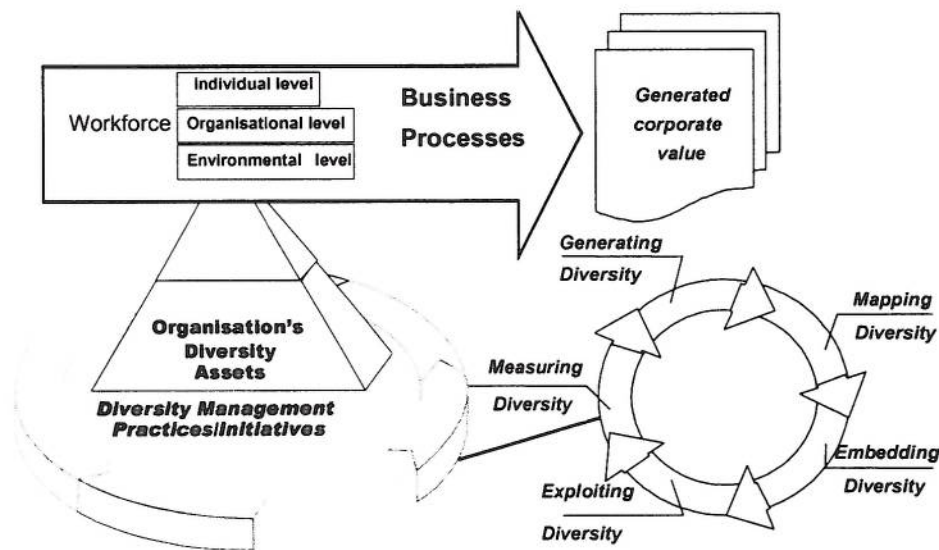 Individual level
Workforce
Organisational level
Environmental level
Business
Processes
Generated
corporate
value
Organisation's
Diversity
Assets
Diversity Management
Practices/Initiatives
Generating
Diversity
Mapping
Diversity
Measuring
Diversity
Embedding
Diversity
Exploiting
Diversity